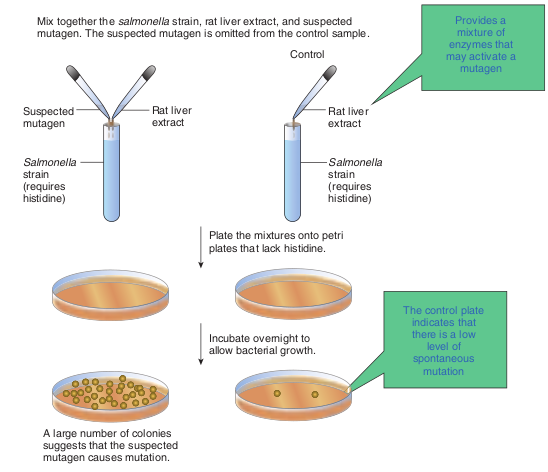 Mix together the salmonella strain, rat liver extract, and suspected
mutagen. The suspected mutagen is omitted from the control sample.
Provides a
mixture of
enzymes that
may activate a
mutagen
Control
Suspected
mutagen
Rat liver
extract
Rat liver
extract
Salmonella
strain
(requires
histidine)
Salmonella
strain
(requires
histidine)
Plate the mixtures onto petri
plates that lack histidine.
The control plate
indicates that
there is a low
level of
spontaneous
mutation
Incubate overnight to
allow bacterial growth.
A large number of colonies
suggests that the suspected
mutagen causes mutation.